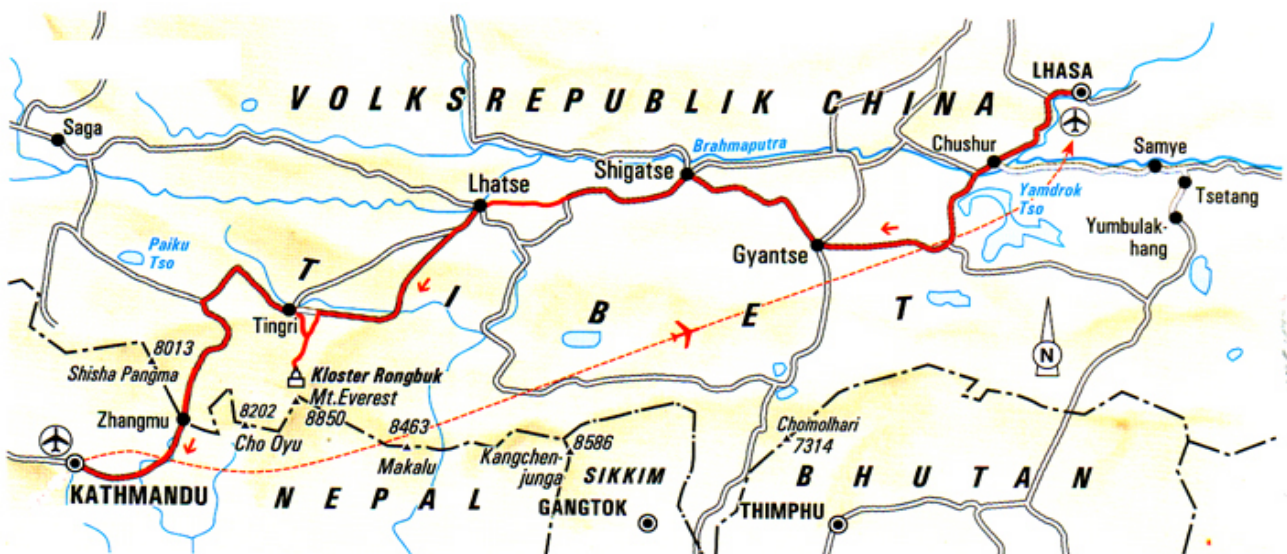 LHASA
VOLKSREPUBLIK CHINA
Saga
Brahmaputra
Chushur
Samye
Shigatse
Lhatse
Yamdrok
Tso
Tsetang
Yumbulak-
hang
Paiku
Tso
Gyantse
TIBET
Tingri
8013
Shisha Pangma
N
Kloster Rongbuk
Mt.Everest
8850
Zhangmu
8202
Cho Oyu
8463
Makalu
8586
Kangchen-
junga
Chomolhari
7314
SIKKIM
BHUTAN
KATHMANDU
NEPAL
GANGTOK
THIMPHU